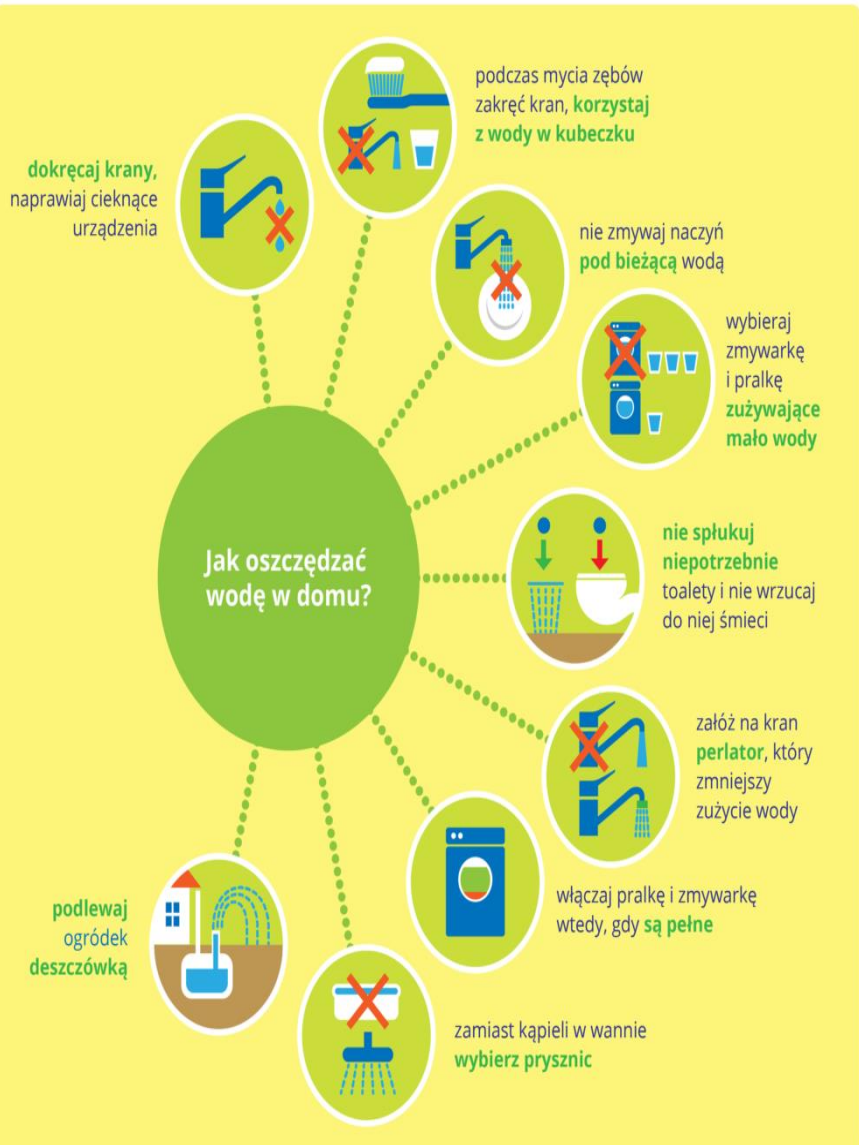 Jak oszczędzać
wodę w domu?
dokręcaj krany,
naprawiaj cieknące
urządzenia
podczas mycia zębów
zakręć kran, korzystaj
z wody w kubeczku
nie zmywaj naczyń
pod bieżącą wodą
wybieraj
zmywarkę
i pralkę
zużywające
mało wody
nie spłukuj
niepotrzebnie
toalety i nie wrzucaj
do niej śmieci
załóż na kran
perlator, który
zmniejszy
zużycie wody
włączaj pralkę i zmywarkę
wtedy, gdy są pełne
zamiast kąpieli w wannie
wybierz prysznic
podlewaj
ogródek
deszczówką